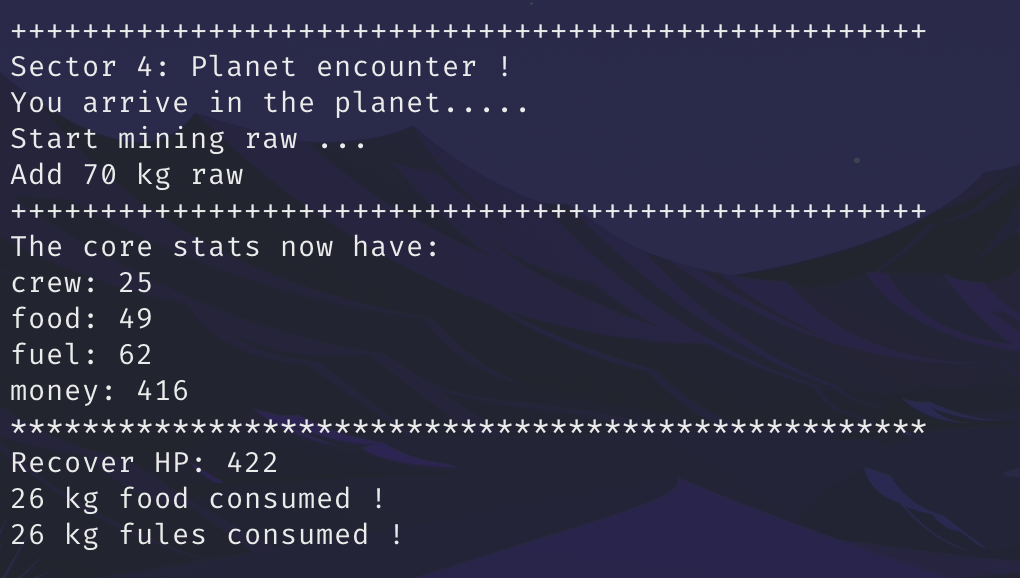 +++++++++++++++++++++++++++++++++++++++++++++++++++
Sector 4: Planet encounter !
You arrive in the planet.....
Start mining raw ...
Add 70 kg raw
+++++++++++++++++++++++++++++++++++++++++++++++++++
The core stats now have:
crew: 25
food: 49
fuel: 62
money: 416
***************************************************
Recover HP: 422
26 kg food consumed !
26 kg fules consumed !